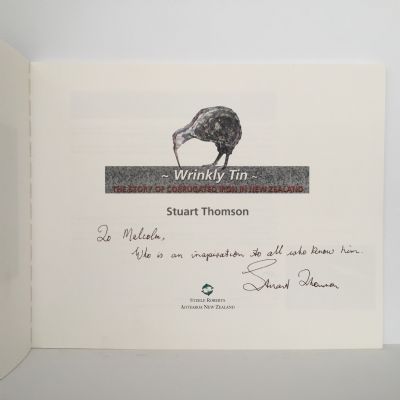 ~ Wrinkly Tin ~
THE STORY OF CORRUGATED IRON IN NEW ZEALAND
Stuart Thomson
To Malcolm,
Who is an inspiration to all who know him.
Stuart Thomson
STEELE ROBERTS
AOTEAROA NEW ZEALAND